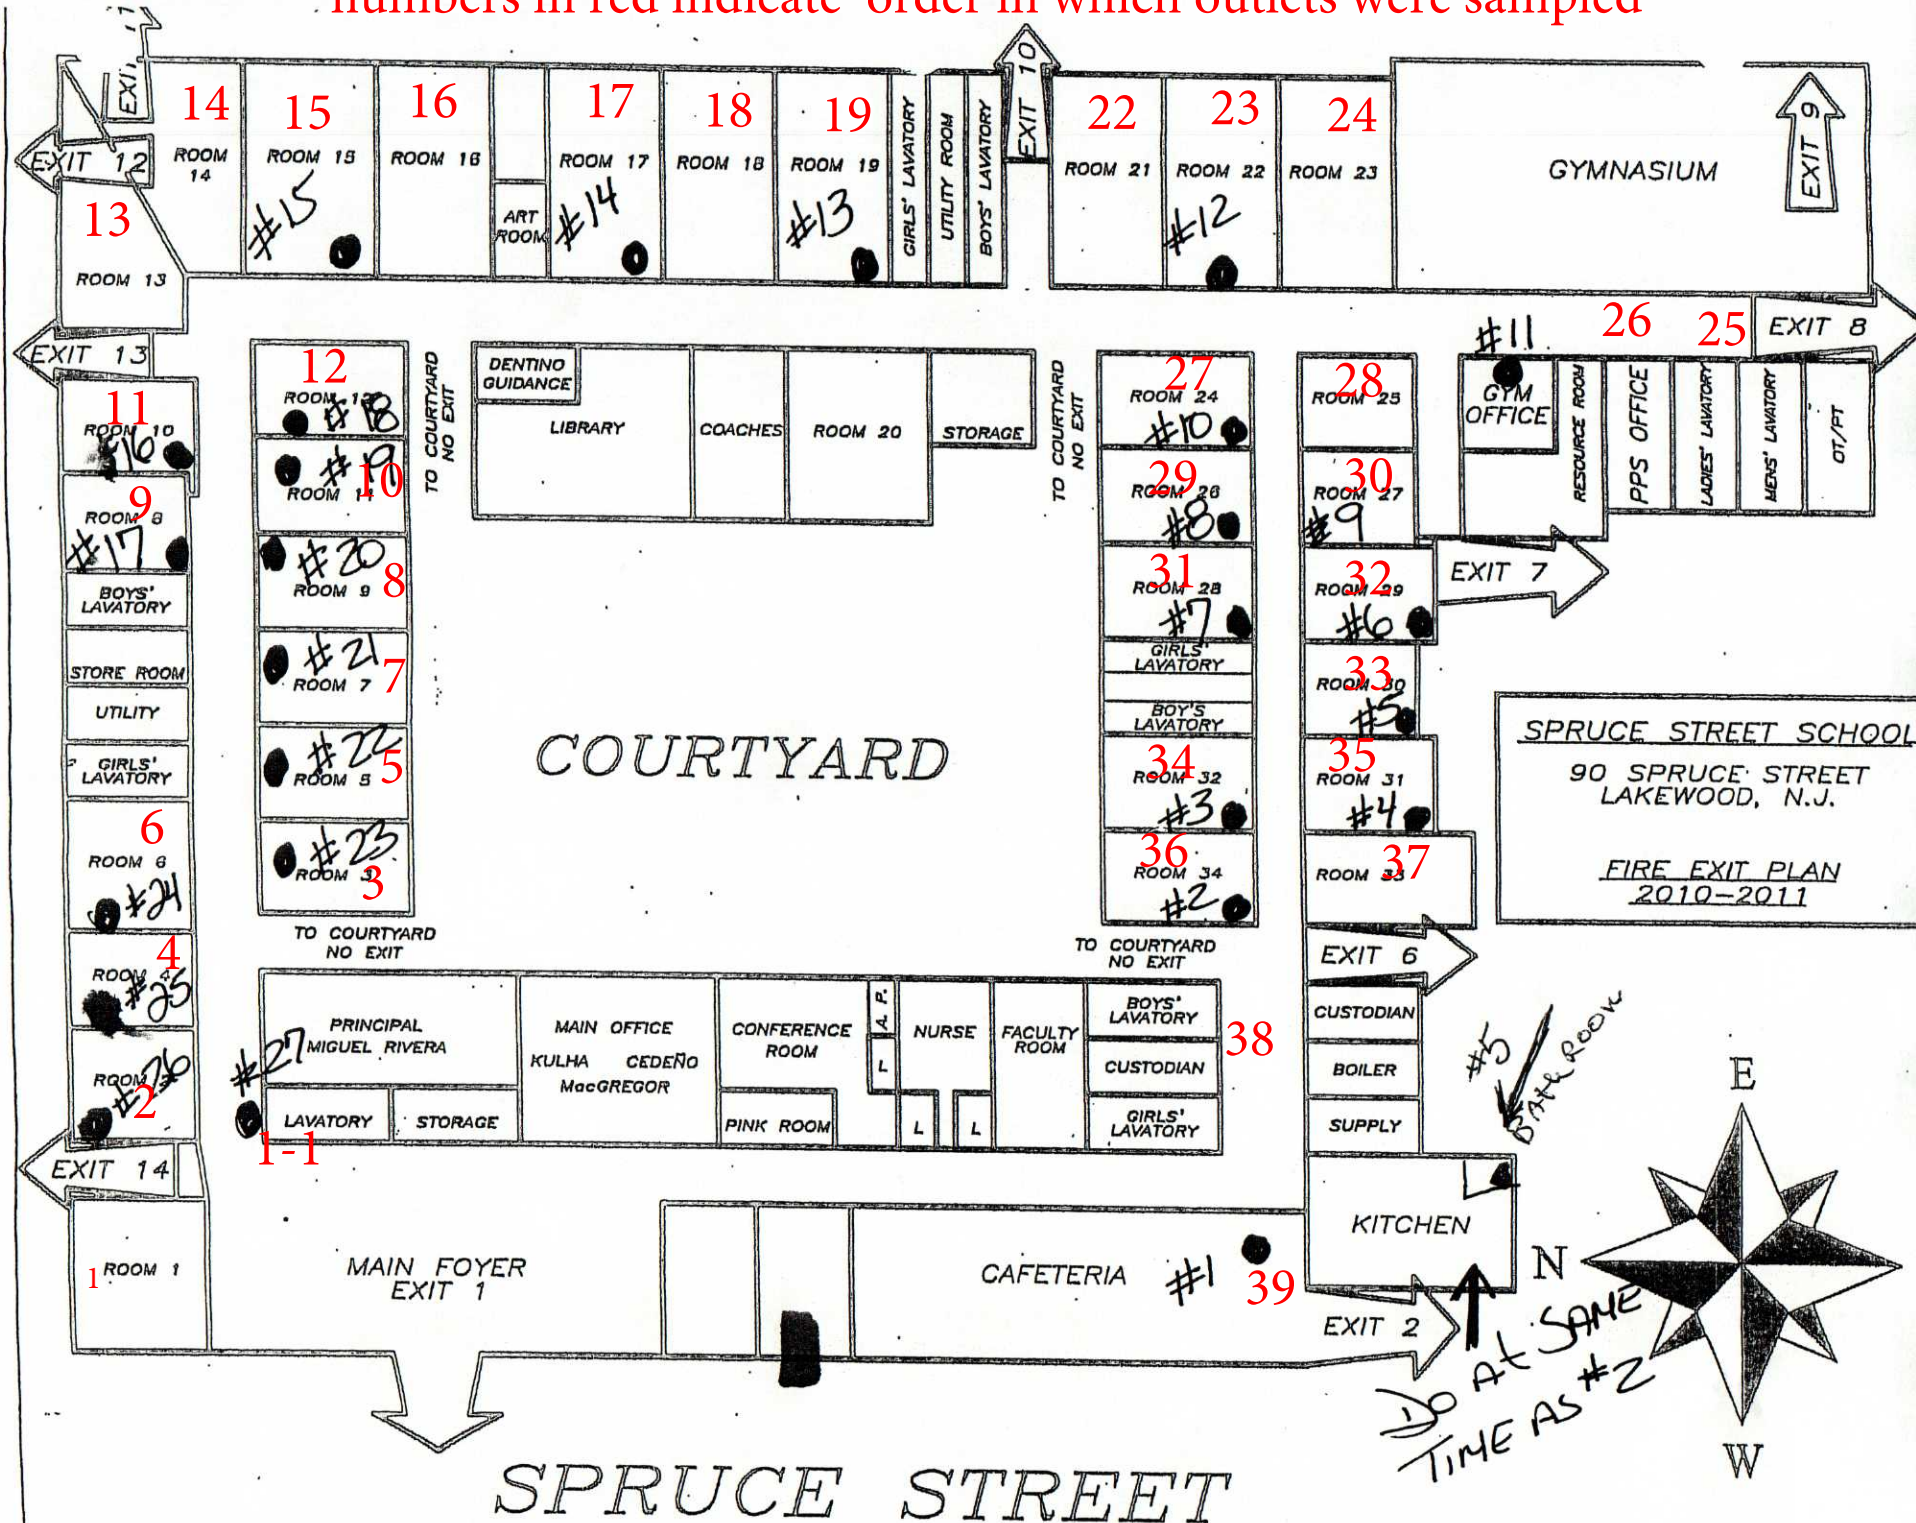 numbers in red indicate order in which outlets were sampled
EXIT 11
EXIT 10
EXIT 9
14
15
16
17
18
19
22
23
24
EXIT 12
ROOM
14
ROOM 15
ROOM 16
ROOM 17
ROOM 18
ROOM 19
GIRLS' LAVATORY
UTILITY ROOM
BOYS' LAVATORY
ROOM 21
ROOM 22
ROOM 23
GYMNASIUM
13
ROOM 13
#15
ART
ROOM
#14
#13
#12
EXIT 13
26
25
EXIT 8
#11
GYM
OFFICE
RESOURCE ROOM
PPS OFFICE
LADIES' LAVATORY
MENS' LAVATORY
OT/PT
11
ROOM 10
#16
12
#18
TO COURTYARD
NO EXIT
DENTINO
GUIDANCE
LIBRARY
COACHES
ROOM 20
STORAGE
TO COURTYARD
NO EXIT
27
ROOM 24
#10
28
ROOM 25
9
ROOM 8
#17
#19
10
ROOM 11
29
ROOM 26
#8
30
ROOM 27
#9
BOYS'
LAVATORY
#20
8
ROOM 9
31
ROOM 28
#7
32
ROOM 29
#6
EXIT 7
STORE ROOM
#21
ROOM 7
7
GIRLS'
LAVATORY
33
ROOM 30
#5
UTILITY
BOY'S
LAVATORY
GIRLS'
LAVATORY
#22
ROOM 5
5
COURTYARD
34
ROOM 32
#3
35
ROOM 31
#4
SPRUCE STREET SCHOOL
90 SPRUCE STREET
LAKEWOOD, N.J.
FIRE EXIT PLAN
2010-2011
6
ROOM 6
#24
#23
ROOM 3
3
36
ROOM 34
#2
37
ROOM 33
TO COURTYARD
NO EXIT
TO COURTYARD
NO EXIT
EXIT 6
4
ROOM 4
#25
PRINCIPAL
MIGUEL RIVERA
MAIN OFFICE
KULHA CEDEÑO
MacGREGOR
CONFERENCE
ROOM
A. P.
L
NURSE
FACULTY
ROOM
BOYS'
LAVATORY
CUSTODIAN
GIRLS'
LAVATORY
38
CUSTODIAN
BOILER
SUPPLY
#5
Bath Room
ROOM 2
#26
2
#27
LAVATORY
STORAGE
PINK ROOM
L
L
1-1
EXIT 14
1
ROOM 1
MAIN FOYER
EXIT 1
CAFETERIA
#1
39
KITCHEN
EXIT 2
DO At SAME
TIME AS #2
E
N
W
SPRUCE STREET